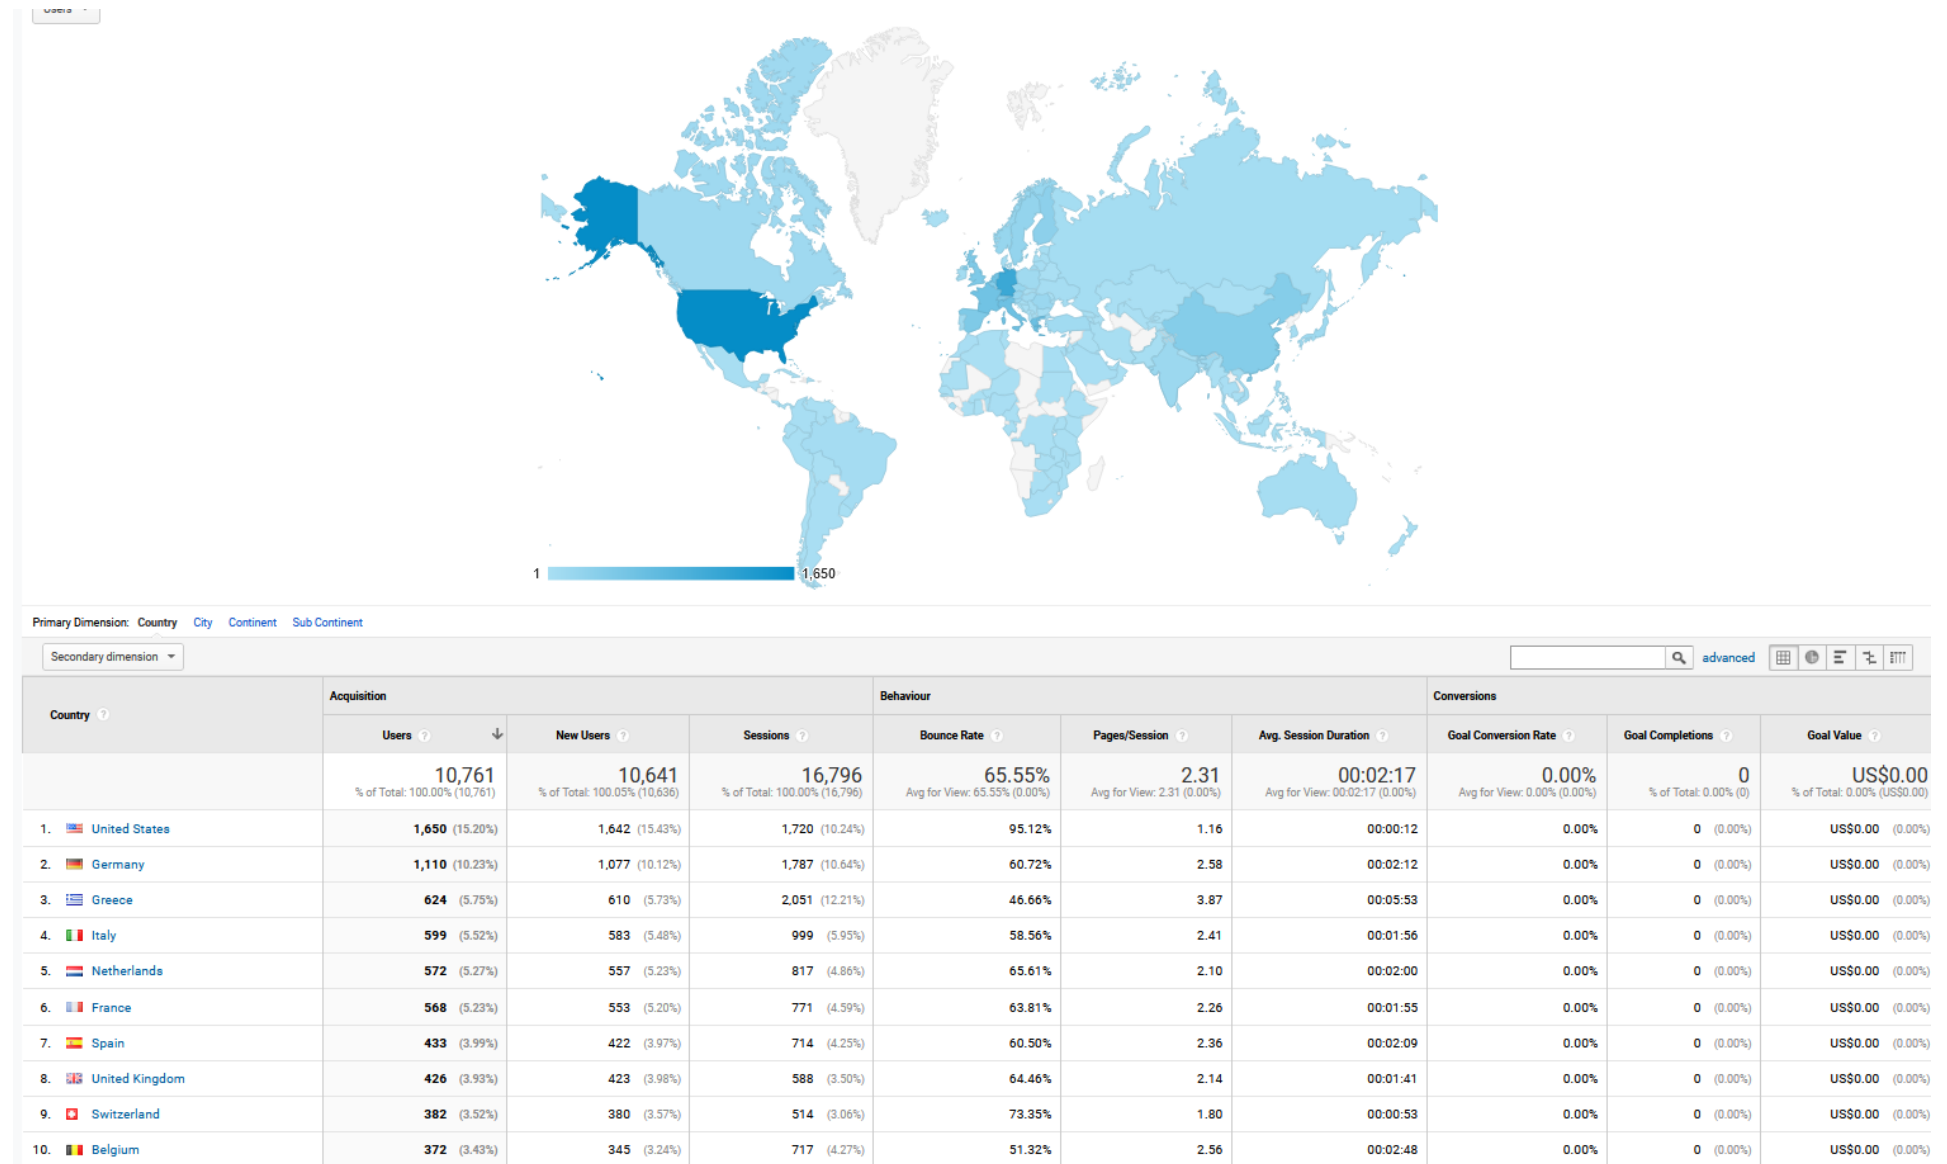 Users
1 1,650
Primary Dimension: Country City Continent Sub Continent
Secondary dimension
advanced
Country Acquisition Behaviour Conversions
Users New Users Sessions Bounce Rate Pages/Session Avg. Session Duration Goal Conversion Rate Goal Completions Goal Value
10,761 10,641 16,796 65.55% 2.31 00:02:17 0.00% 0 US$0.00
% of Total: 100.00% (10,761) % of Total: 100.05% (10,636) % of Total: 100.00% (16,796) Avg for View: 65.55% (0.00%) Avg for View: 2.31 (0.00%) Avg for View: 00:02:17 (0.00%) Avg for View: 0.00% (0.00%) % of Total: 0.00% (0) % of Total: 0.00% (US$0.00)
1. United States 1,650 (15.20%) 1,642 (15.43%) 1,720 (10.24%) 95.12% 1.16 00:00:12 0.00% 0 (0.00%) US$0.00 (0.00%)
2. Germany 1,110 (10.23%) 1,077 (10.12%) 1,787 (10.64%) 60.72% 2.58 00:02:12 0.00% 0 (0.00%) US$0.00 (0.00%)
3. Greece 624 (5.75%) 610 (5.73%) 2,051 (12.21%) 46.66% 3.87 00:05:53 0.00% 0 (0.00%) US$0.00 (0.00%)
4. Italy 599 (5.52%) 583 (5.48%) 999 (5.95%) 58.56% 2.41 00:01:56 0.00% 0 (0.00%) US$0.00 (0.00%)
5. Netherlands 572 (5.27%) 557 (5.23%) 817 (4.86%) 65.61% 2.10 00:02:00 0.00% 0 (0.00%) US$0.00 (0.00%)
6. France 568 (5.23%) 553 (5.20%) 771 (4.59%) 63.81% 2.26 00:01:55 0.00% 0 (0.00%) US$0.00 (0.00%)
7. Spain 433 (3.99%) 422 (3.97%) 714 (4.25%) 60.50% 2.36 00:02:09 0.00% 0 (0.00%) US$0.00 (0.00%)
8. United Kingdom 426 (3.93%) 423 (3.98%) 588 (3.50%) 64.46% 2.14 00:01:41 0.00% 0 (0.00%) US$0.00 (0.00%)
9. Switzerland 382 (3.52%) 380 (3.57%) 514 (3.06%) 73.35% 1.80 00:00:53 0.00% 0 (0.00%) US$0.00 (0.00%)
10. Belgium 372 (3.43%) 345 (3.24%) 717 (4.27%) 51.32% 2.56 00:02:48 0.00% 0 (0.00%) US$0.00 (0.00%)